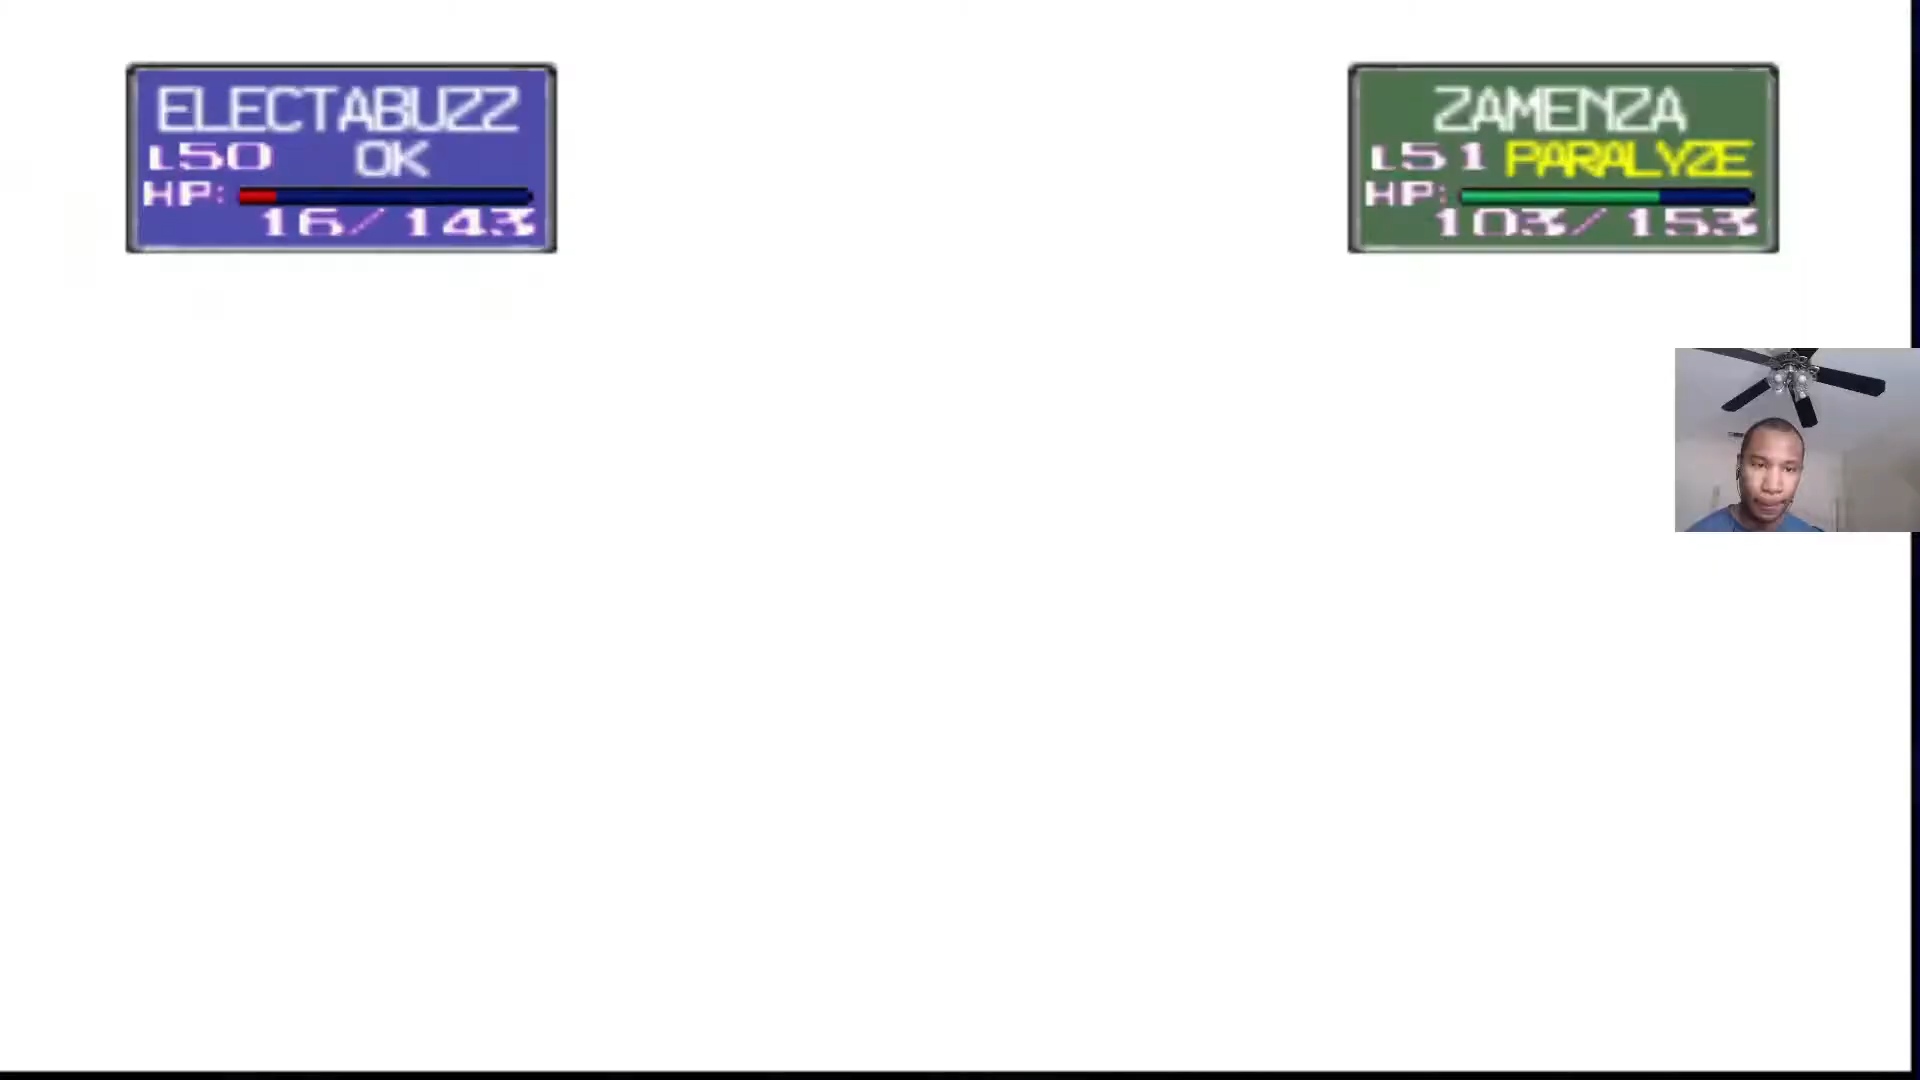 ELECTABUZZ
L50 OK
HP:
16/143
ZAMENZA
L51 PARALYZE
HP:
103/153